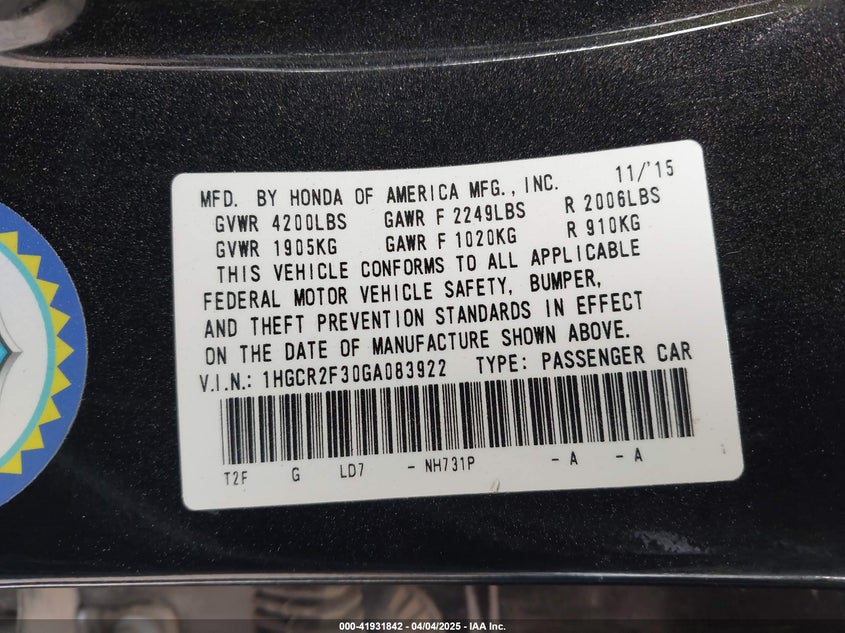 MFD. BY HONDA OF AMERICA MFG., INC. 11/'15
GVWR 4200LBS GAWR F 2249LBS R 2006LBS
GVWR 1905KG GAWR F 1020KG R 910KG
THIS VEHICLE CONFORMS TO ALL APPLICABLE
FEDERAL MOTOR VEHICLE SAFETY, BUMPER,
AND THEFT PREVENTION STANDARDS IN EFFECT
ON THE DATE OF MANUFACTURE SHOWN ABOVE.
V.I.N.: 1HGCR2F30GA083922 TYPE: PASSENGER CAR
T2F G LD7 - NH731P - A - A
000-41931842 - 04/04/2025 - IAA Inc.